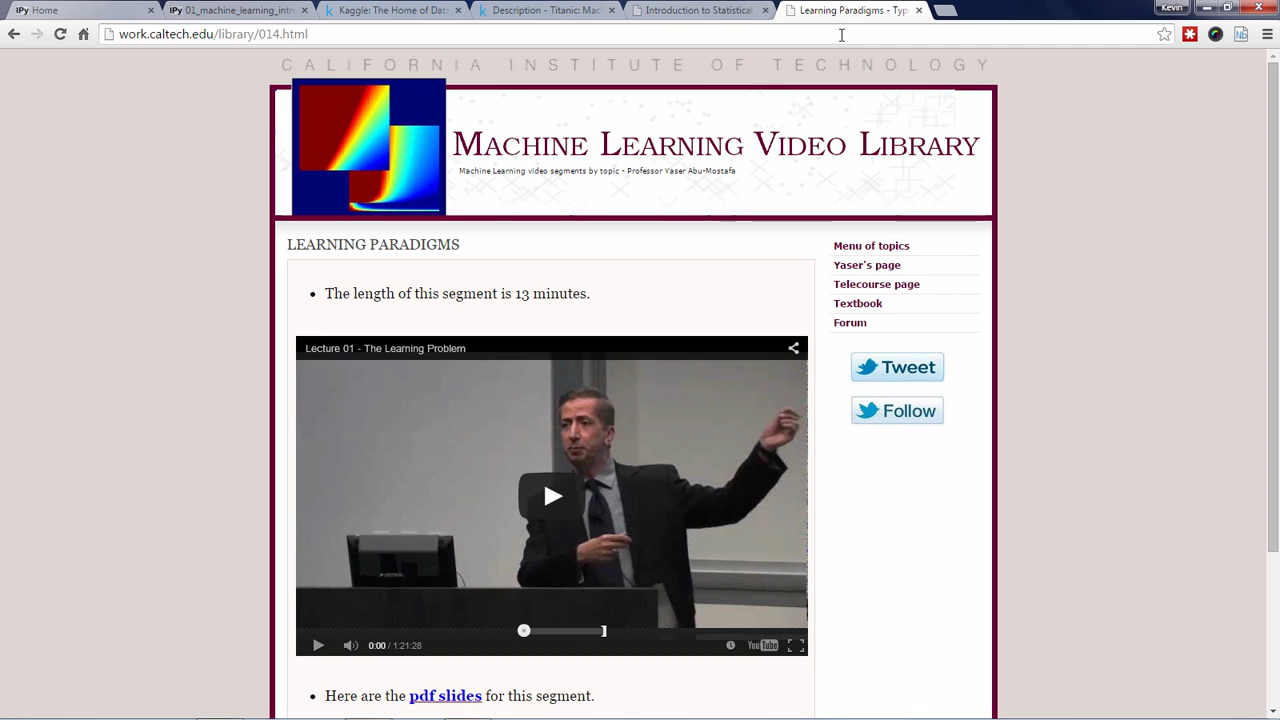 IPy Home
IPy 01_machine_learning_intr
Kaggle: The Home of Dat
Description - Titanic: Mac
Introduction to Statistical
Learning Paradigms - Typ
Kevin
work.caltech.edu/library/014.html
CALIFORNIA INSTITUTE OF TECHNOLOGY
MACHINE LEARNING VIDEO LIBRARY
Machine Learning video segments by topic - Professor Yaser Abu-Mostafa
LEARNING PARADIGMS
• The length of this segment is 13 minutes.
Lecture 01 - The Learning Problem
0:00 / 1:21:28
YouTube
• Here are the pdf slides for this segment.
Menu of topics
Yaser's page
Telecourse page
Textbook
Forum
Tweet
Follow